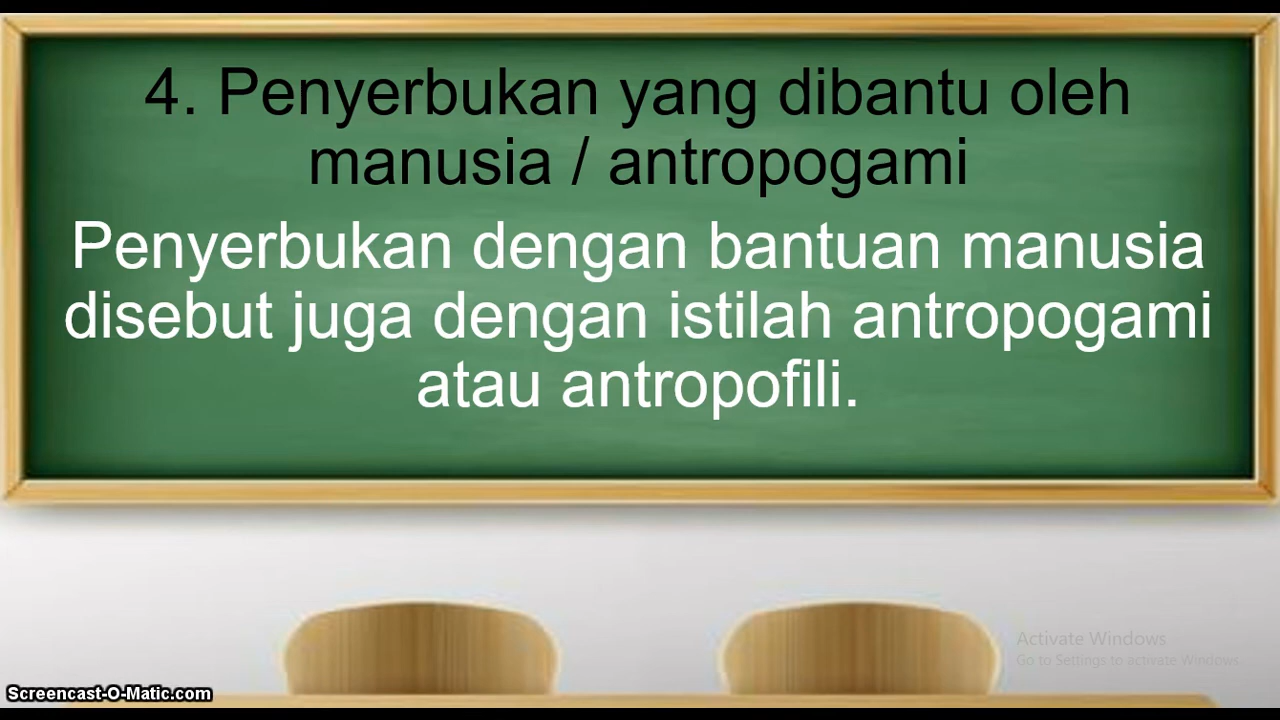 4. Penyerbukan yang dibantu oleh
manusia / antropogami
Penyerbukan dengan bantuan manusia
disebut juga dengan istilah antropogami
atau antropofili.
Activate Windows
Go to Settings to activate Windows.
Screencast-O-Matic.com